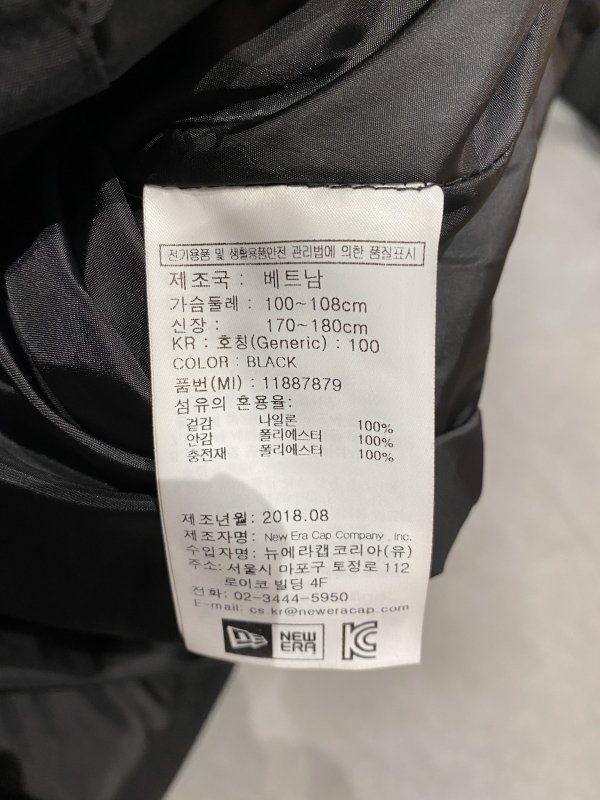 전기용품 및 생활용품안전 관리법에 의한 품질표시
제조국 : 베트남
가슴둘레 : 100~108cm
신장 : 170~180cm
KR : 호칭(Generic) : 100
COLOR : BLACK
품번(MI) : 11887879
섬유의 혼용율:
겉감 나일론 100%
안감 폴리에스터 100%
충전재 폴리에스터 100%
제조년월: 2018.08
제조자명: New Era Cap Company , Inc.
수입자명: 뉴에라캡코리아(유)
주소: 서울시 마포구 토정로 112
로이코 빌딩 4F
전화: 02-3444-5950
E-mail: cs.kr@neweracap.com
NE NEW ERA KC